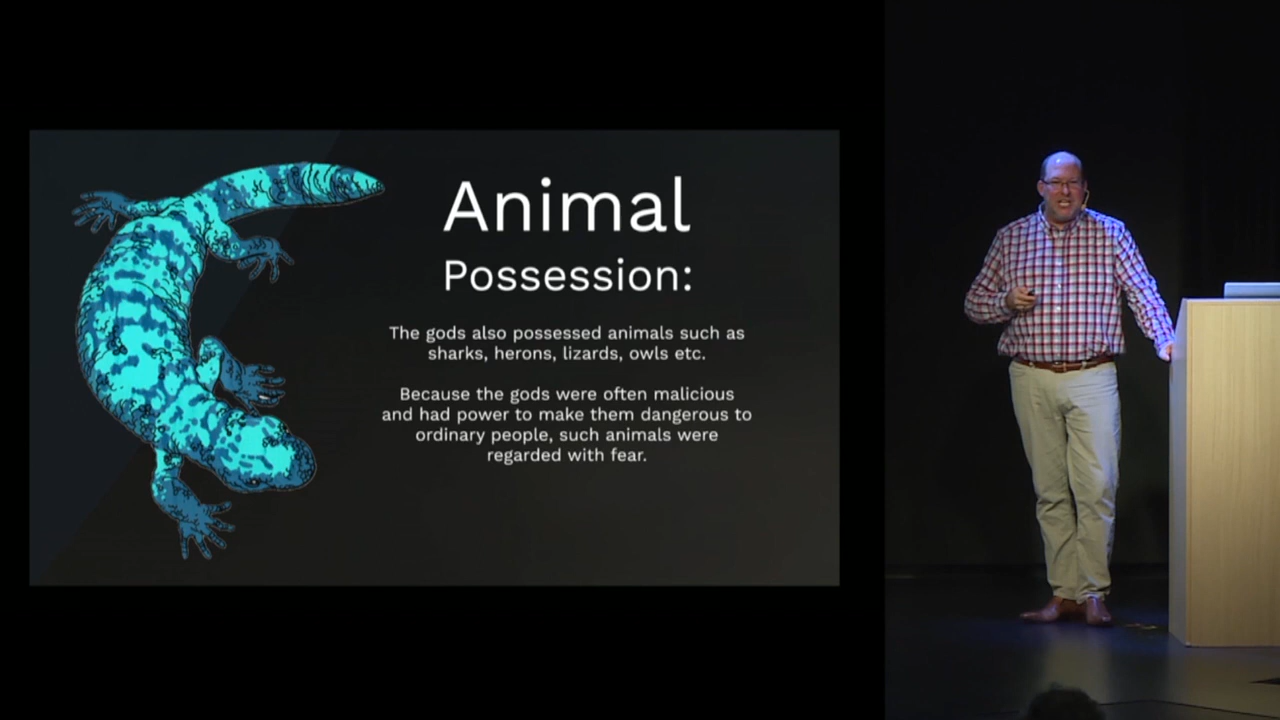 Animal
Possession:
The gods also possessed animals such as
sharks, herons, lizards, owls etc.
Because the gods were often malicious
and had power to make them dangerous to
ordinary people, such animals were
regarded with fear.